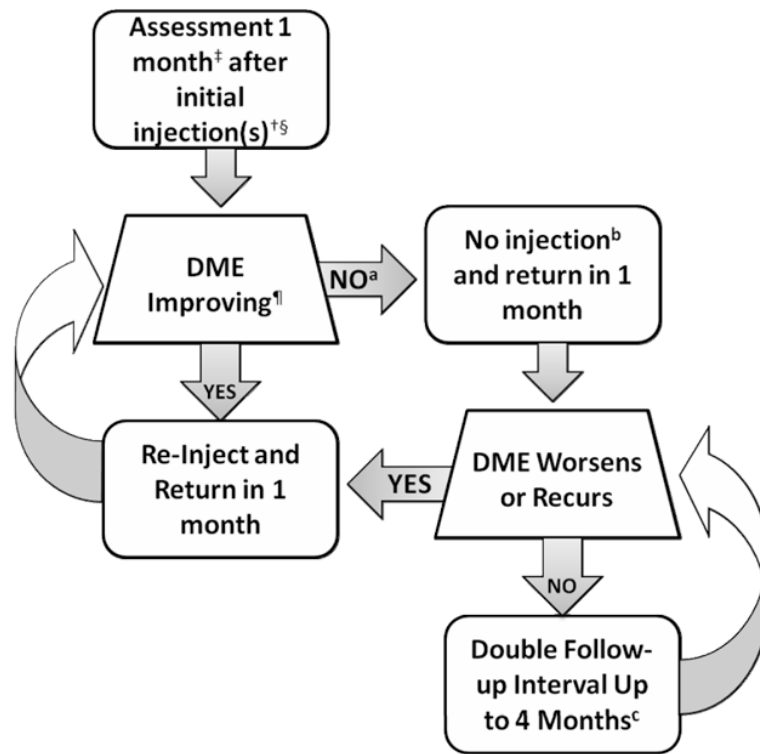 Assessment 1
month‡ after
initial
injection(s)†§
DME
Improving¶
NOᵃ
No injectionᵇ
and return in 1
month
YES
Re-Inject and
Return in 1
month
YES
DME Worsens
or Recurs
NO
Double Follow-
up Interval Up
to 4 Monthsᶜ